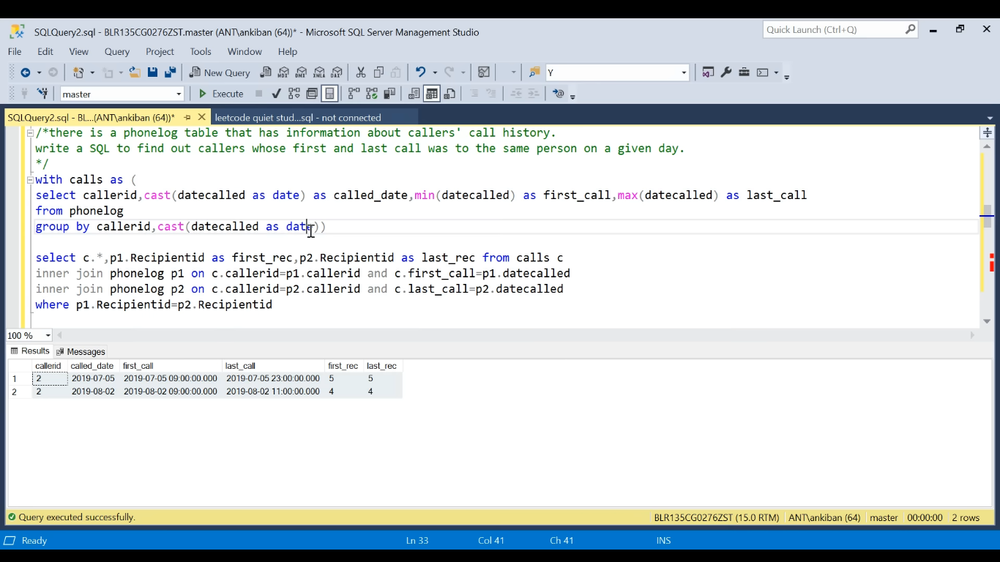 SQLQuery2.sql - BLR135CG0276ZST.master (ANT\ankiban (64))* - Microsoft SQL Server Management Studio
Quick Launch (Ctrl+Q)
File Edit View Query Project Tools Window Help
New Query MDX DMX XMLA DAX Y
master Execute
SQLQuery2.sql - BL...(ANT\ankiban (64))* leetcode quiet stud...sql - not connected
/*there is a phonelog table that has information about callers' call history.
write a SQL to find out callers whose first and last call was to the same person on a given day.
*/
with calls as (
select callerid,cast(datecalled as date) as called_date,min(datecalled) as first_call,max(datecalled) as last_call
from phonelog
group by callerid,cast(datecalled as date))
select c.*,p1.Recipientid as first_rec,p2.Recipientid as last_rec from calls c
inner join phonelog p1 on c.callerid=p1.callerid and c.first_call=p1.datecalled
inner join phonelog p2 on c.callerid=p2.callerid and c.last_call=p2.datecalled
where p1.Recipientid=p2.Recipientid
100 %
Results Messages
callerid called_date first_call last_call first_rec last_rec
1 2 2019-07-05 2019-07-05 09:00:00.000 2019-07-05 23:00:00.000 5 5
2 2 2019-08-02 2019-08-02 09:00:00.000 2019-08-02 11:00:00.000 4 4
Query executed successfully. BLR135CG0276ZST (15.0 RTM) ANT\ankiban (64) master 00:00:00 2 rows
Ready Ln 33 Col 41 Ch 41 INS